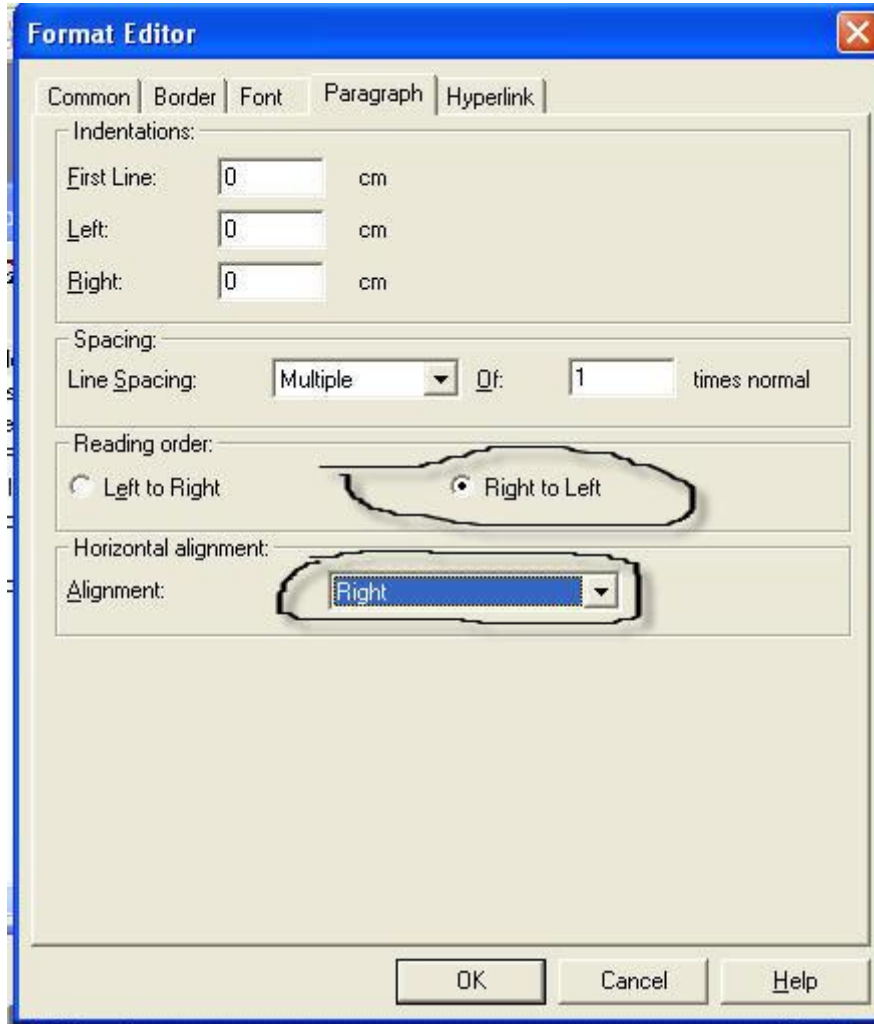 Format Editor
Common Border Font Paragraph Hyperlink
Indentations:
First Line: 0 cm
Left: 0 cm
Right: 0 cm
Spacing:
Line Spacing: Multiple Of: 1 times normal
Reading order:
Left to Right Right to Left
Horizontal alignment:
Alignment: Right
OK Cancel Help